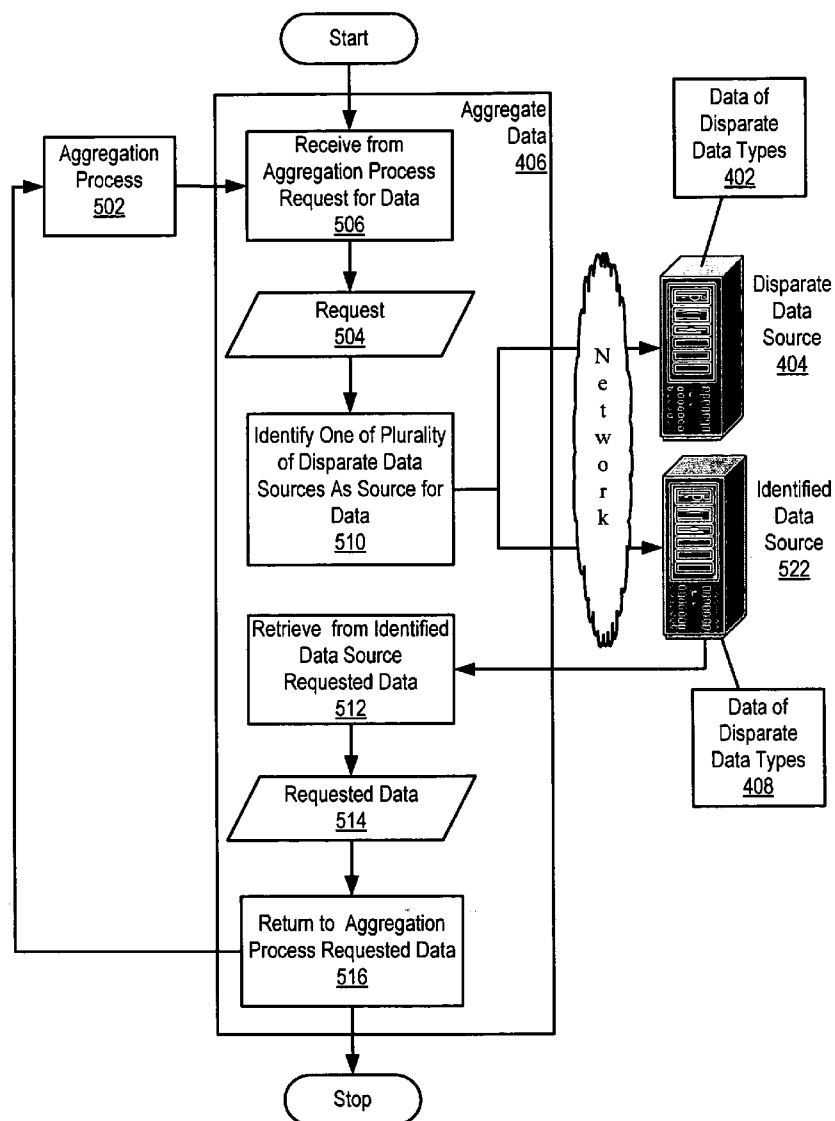 Start
Aggregate
Data
406
Receive from
Aggregation Process
Request for Data
506
Aggregation
Process
502
Data of
Disparate
Data Types
402
Request
504
Disparate
Data
Source
404
Network
Identify One of Plurality
of Disparate Data
Sources As Source for
Data
510
Identified
Data
Source
522
Retrieve from Identified
Data Source
Requested Data
512
Data of
Disparate
Data Types
408
Requested Data
514
Return to Aggregation
Process Requested Data
516
Stop